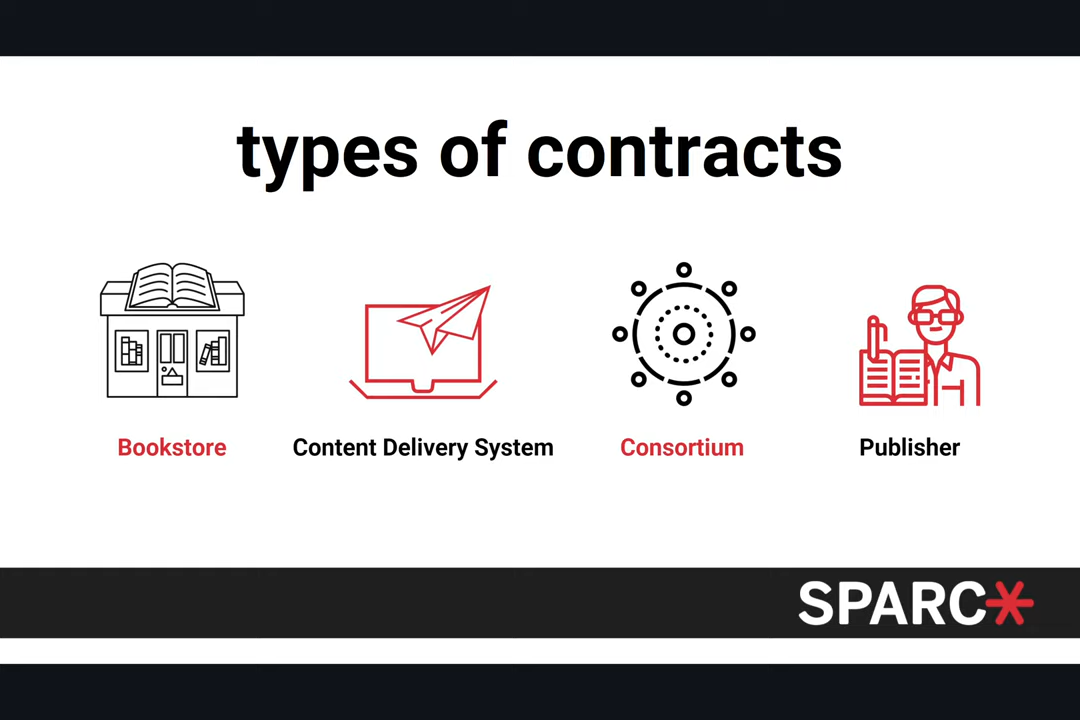 types of contracts
Bookstore
Content Delivery System
Consortium
Publisher
SPARC